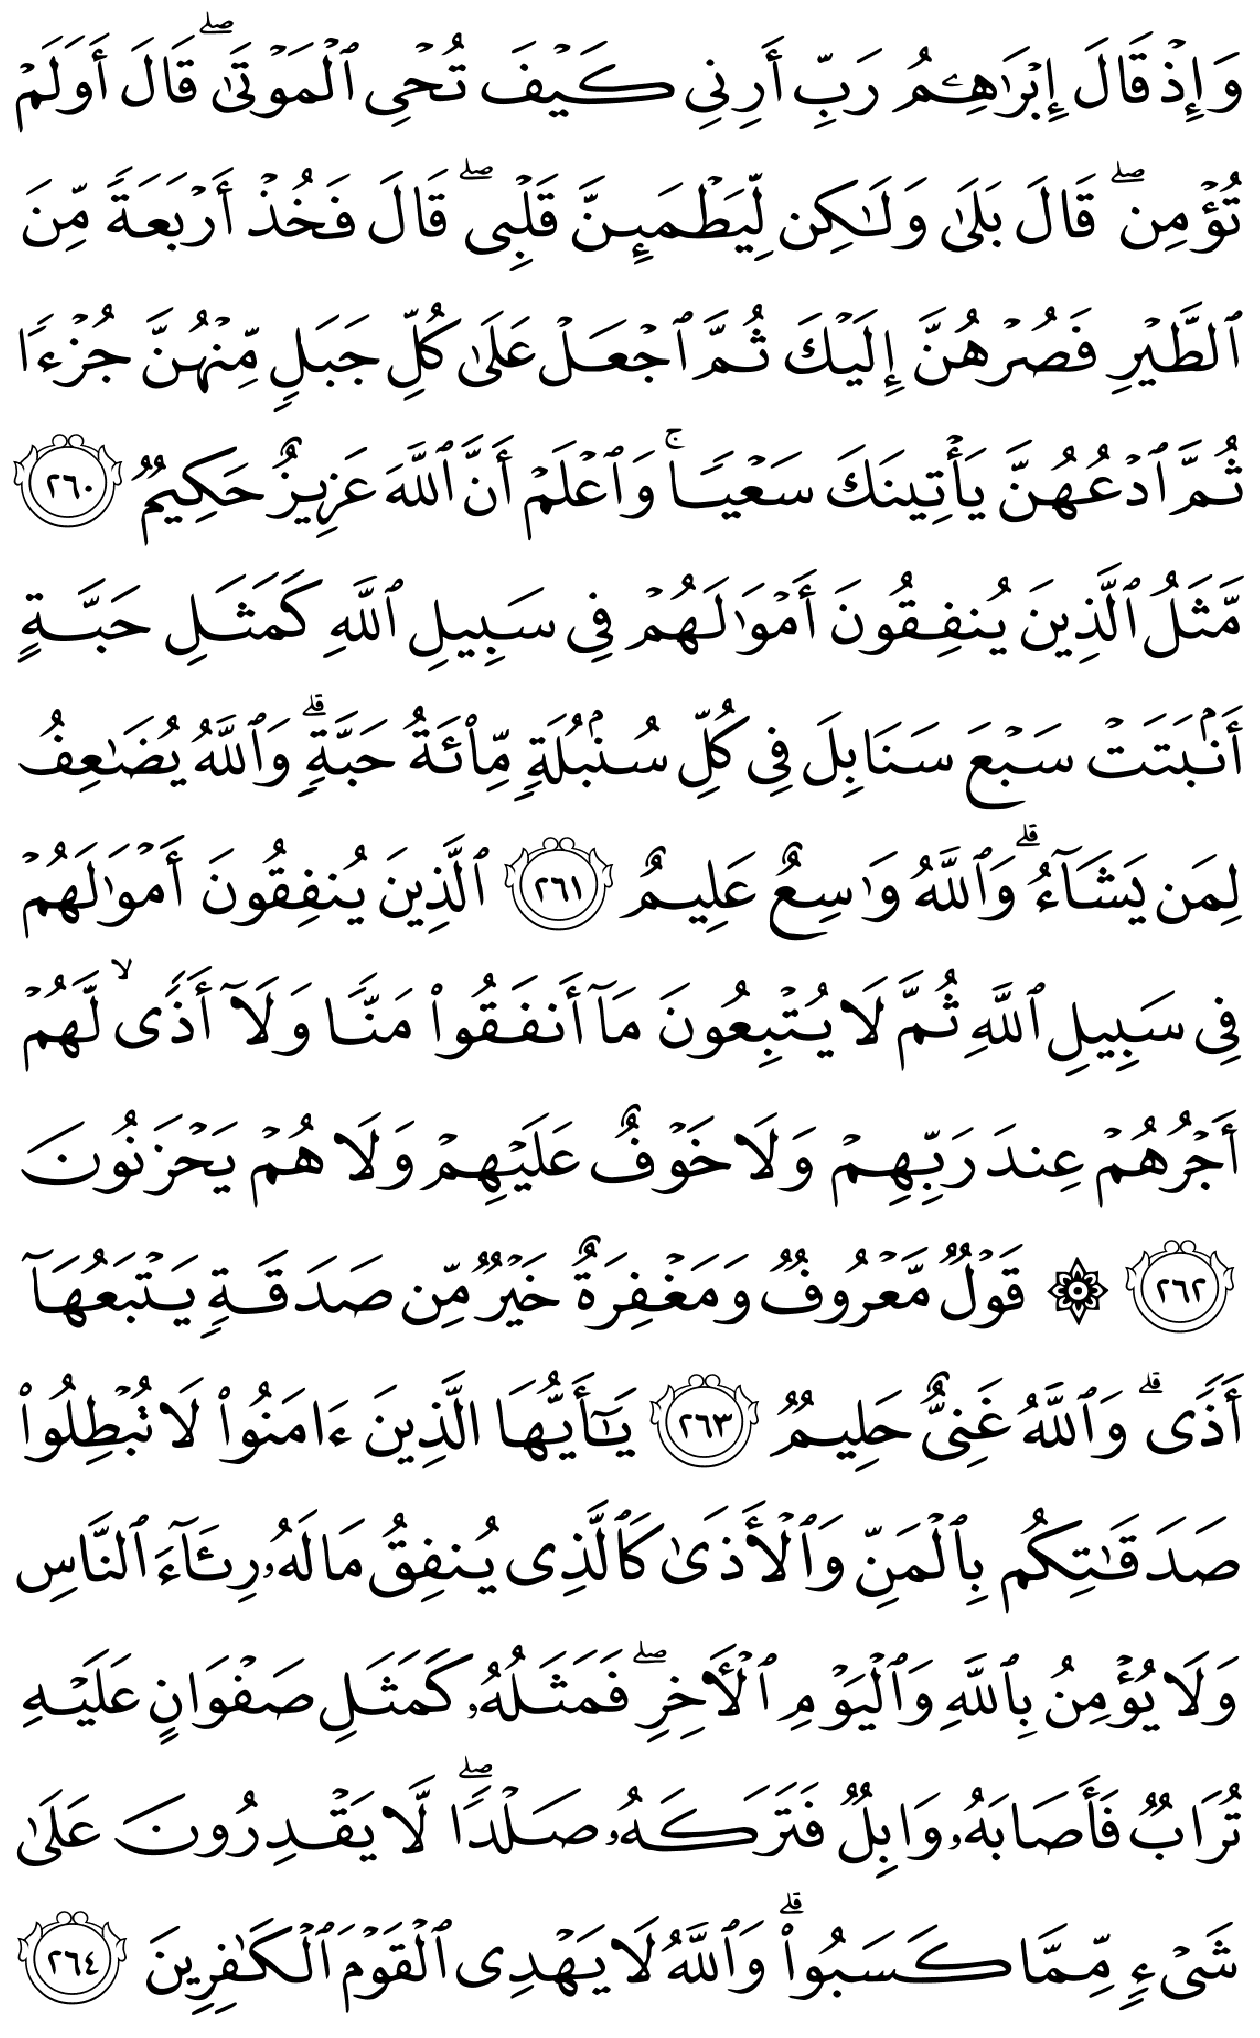 وَإِذۡ قَالَ إِبۡرَٰهِـۧمُ رَبِّ أَرِنِي كَيۡفَ تُحۡيِ ٱلۡمَوۡتَىٰۖ قَالَ أَوَلَمۡ
تُؤۡمِنۖ قَالَ بَلَىٰ وَلَٰكِن لِّيَطۡمَئِنَّ قَلۡبِيۖ قَالَ فَخُذۡ أَرۡبَعَةٗ مِّنَ
ٱلطَّيۡرِ فَصُرۡهُنَّ إِلَيۡكَ ثُمَّ ٱجۡعَلۡ عَلَىٰ كُلِّ جَبَلٖ مِّنۡهُنَّ جُزۡءٗا
ثُمَّ ٱدۡعُهُنَّ يَأۡتِينَكَ سَعۡيٗاۚ وَٱعۡلَمۡ أَنَّ ٱللَّهَ عَزِيزٌ حَكِيمٞ ٢٦٠
مَّثَلُ ٱلَّذِينَ يُنفِقُونَ أَمۡوَٰلَهُمۡ فِي سَبِيلِ ٱللَّهِ كَمَثَلِ حَبَّةٍ
أَنۢبَتَتۡ سَبۡعَ سَنَابِلَ فِي كُلِّ سُنۢبُلَةٖ مِّاْئَةُ حَبَّةٖۗ وَٱللَّهُ يُضَٰعِفُ
لِمَن يَشَآءُۗ وَٱللَّهُ وَٰسِعٌ عَلِيمٌ ٢٦١ ٱلَّذِينَ يُنفِقُونَ أَمۡوَٰلَهُمۡ
فِي سَبِيلِ ٱللَّهِ ثُمَّ لَا يُتۡبِعُونَ مَآ أَنفَقُواْ مَنّٗا وَلَآ أَذٗى لَّهُمۡ
أَجۡرُهُمۡ عِندَ رَبِّهِمۡ وَلَا خَوۡفٌ عَلَيۡهِمۡ وَلَا هُمۡ يَحۡزَنُونَ
٢٦٢ ۞ قَوۡلٞ مَّعۡرُوفٞ وَمَغۡفِرَةٌ خَيۡرٞ مِّن صَدَقَةٖ يَتۡبَعُهَآ
أَذٗىۗ وَٱللَّهُ غَنِيٌّ حَلِيمٞ ٢٦٣ يَٰٓأَيُّهَا ٱلَّذِينَ ءَامَنُواْ لَا تُبۡطِلُواْ
صَدَقَٰتِكُم بِٱلۡمَنِّ وَٱلۡأَذَىٰ كَٱلَّذِي يُنفِقُ مَالَهُۥ رِئَآءَ ٱلنَّاسِ
وَلَا يُؤۡمِنُ بِٱللَّهِ وَٱلۡيَوۡمِ ٱلۡأٓخِرِۖ فَمَثَلُهُۥ كَمَثَلِ صَفۡوَانٍ عَلَيۡهِ
تُرَابٞ فَأَصَابَهُۥ وَابِلٞ فَتَرَكَهُۥ صَلۡدٗاۖ لَّا يَقۡدِرُونَ عَلَىٰ
شَيۡءٖ مِّمَّا كَسَبُواْۗ وَٱللَّهُ لَا يَهۡدِي ٱلۡقَوۡمَ ٱلۡكَٰفِرِينَ ٢٦٤